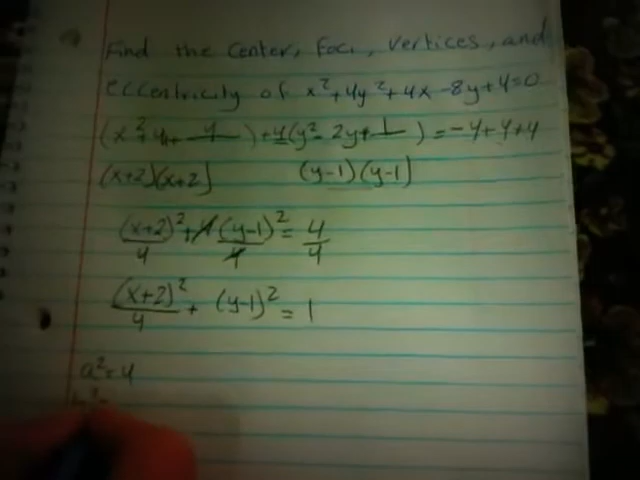 Find the center, foci, vertices, and
eccentricity of x²+4y²+4x-8y+4=0
(x²+4x+ 4 )+4(y²-2y+ 1 )=-4+4+4
(x+2)(x+2) (y-1)(y-1)
(x+2)²/4 + 4(y-1)²/4 = 4/4
(x+2)²/4 + (y-1)² = 1
a²=4
b²=